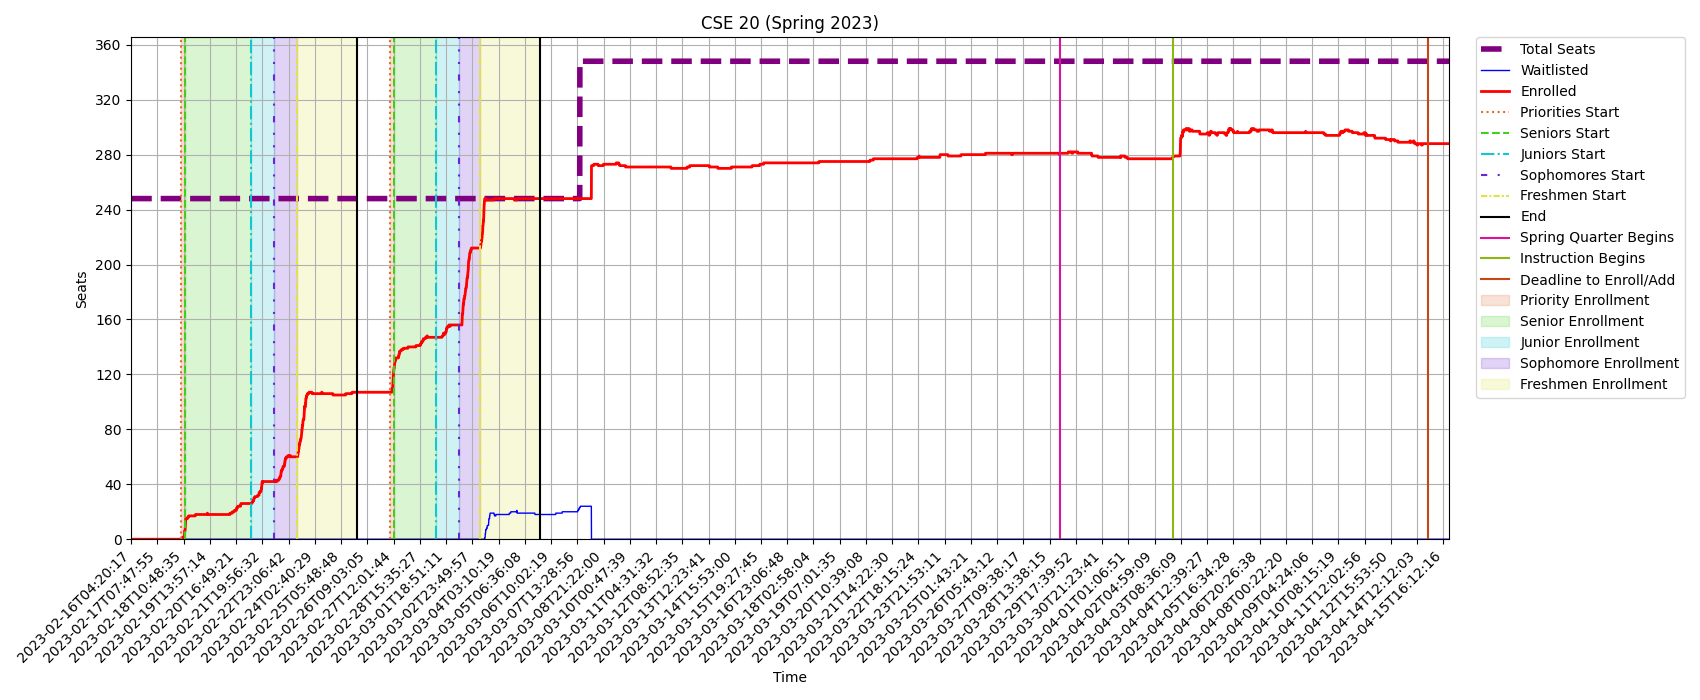 CSE 20 (Spring 2023)
Seats
360
320
280
240
200
160
120
80
40
0
2023-02-16T04:20:17
2023-02-17T07:47:55
2023-02-18T10:48:35
2023-02-19T13:57:14
2023-02-20T16:49:21
2023-02-21T19:56:32
2023-02-22T23:06:42
2023-02-24T02:40:29
2023-02-25T05:48:48
2023-02-26T09:03:05
2023-02-27T12:01:44
2023-02-28T15:35:27
2023-03-01T18:51:11
2023-03-02T23:49:57
2023-03-04T03:10:19
2023-03-05T06:36:08
2023-03-06T10:02:19
2023-03-07T13:28:56
2023-03-08T21:22:00
2023-03-10T00:47:39
2023-03-11T04:31:32
2023-03-12T08:52:35
2023-03-13T12:23:41
2023-03-14T15:53:00
2023-03-15T19:27:45
2023-03-16T23:06:48
2023-03-18T02:58:04
2023-03-19T07:01:35
2023-03-20T10:39:08
2023-03-21T14:22:30
2023-03-22T18:15:24
2023-03-23T21:53:11
2023-03-25T01:43:21
2023-03-26T05:43:12
2023-03-27T09:38:17
2023-03-28T13:38:15
2023-03-29T17:39:52
2023-03-30T21:23:41
2023-04-01T01:06:51
2023-04-02T04:59:09
2023-04-03T08:36:09
2023-04-04T12:39:27
2023-04-05T16:34:28
2023-04-06T20:26:38
2023-04-08T00:22:20
2023-04-09T04:24:06
2023-04-10T08:15:19
2023-04-11T12:02:56
2023-04-12T15:53:50
2023-04-14T12:12:03
2023-04-15T16:12:16
Time
Total Seats
Waitlisted
Enrolled
Priorities Start
Seniors Start
Juniors Start
Sophomores Start
Freshmen Start
End
Spring Quarter Begins
Instruction Begins
Deadline to Enroll/Add
Priority Enrollment
Senior Enrollment
Junior Enrollment
Sophomore Enrollment
Freshmen Enrollment